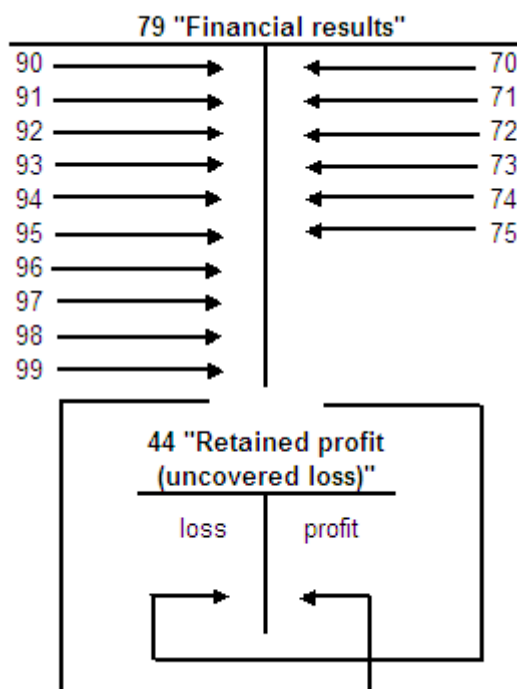 79 "Financial results"
90 70
91 71
92 72
93 73
94 74
95 75
96
97
98
99
44 "Retained profit
(uncovered loss)"
loss profit